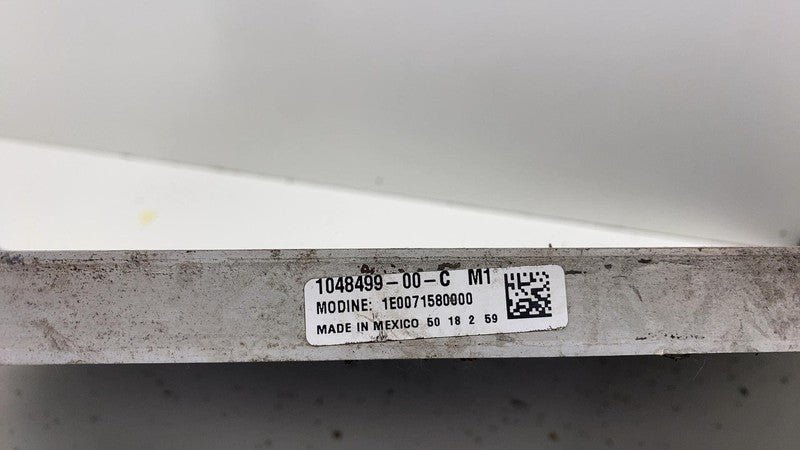 1048499-00-C M1
MODINE: 1E0071580000
MADE IN MEXICO 50 18 2 59